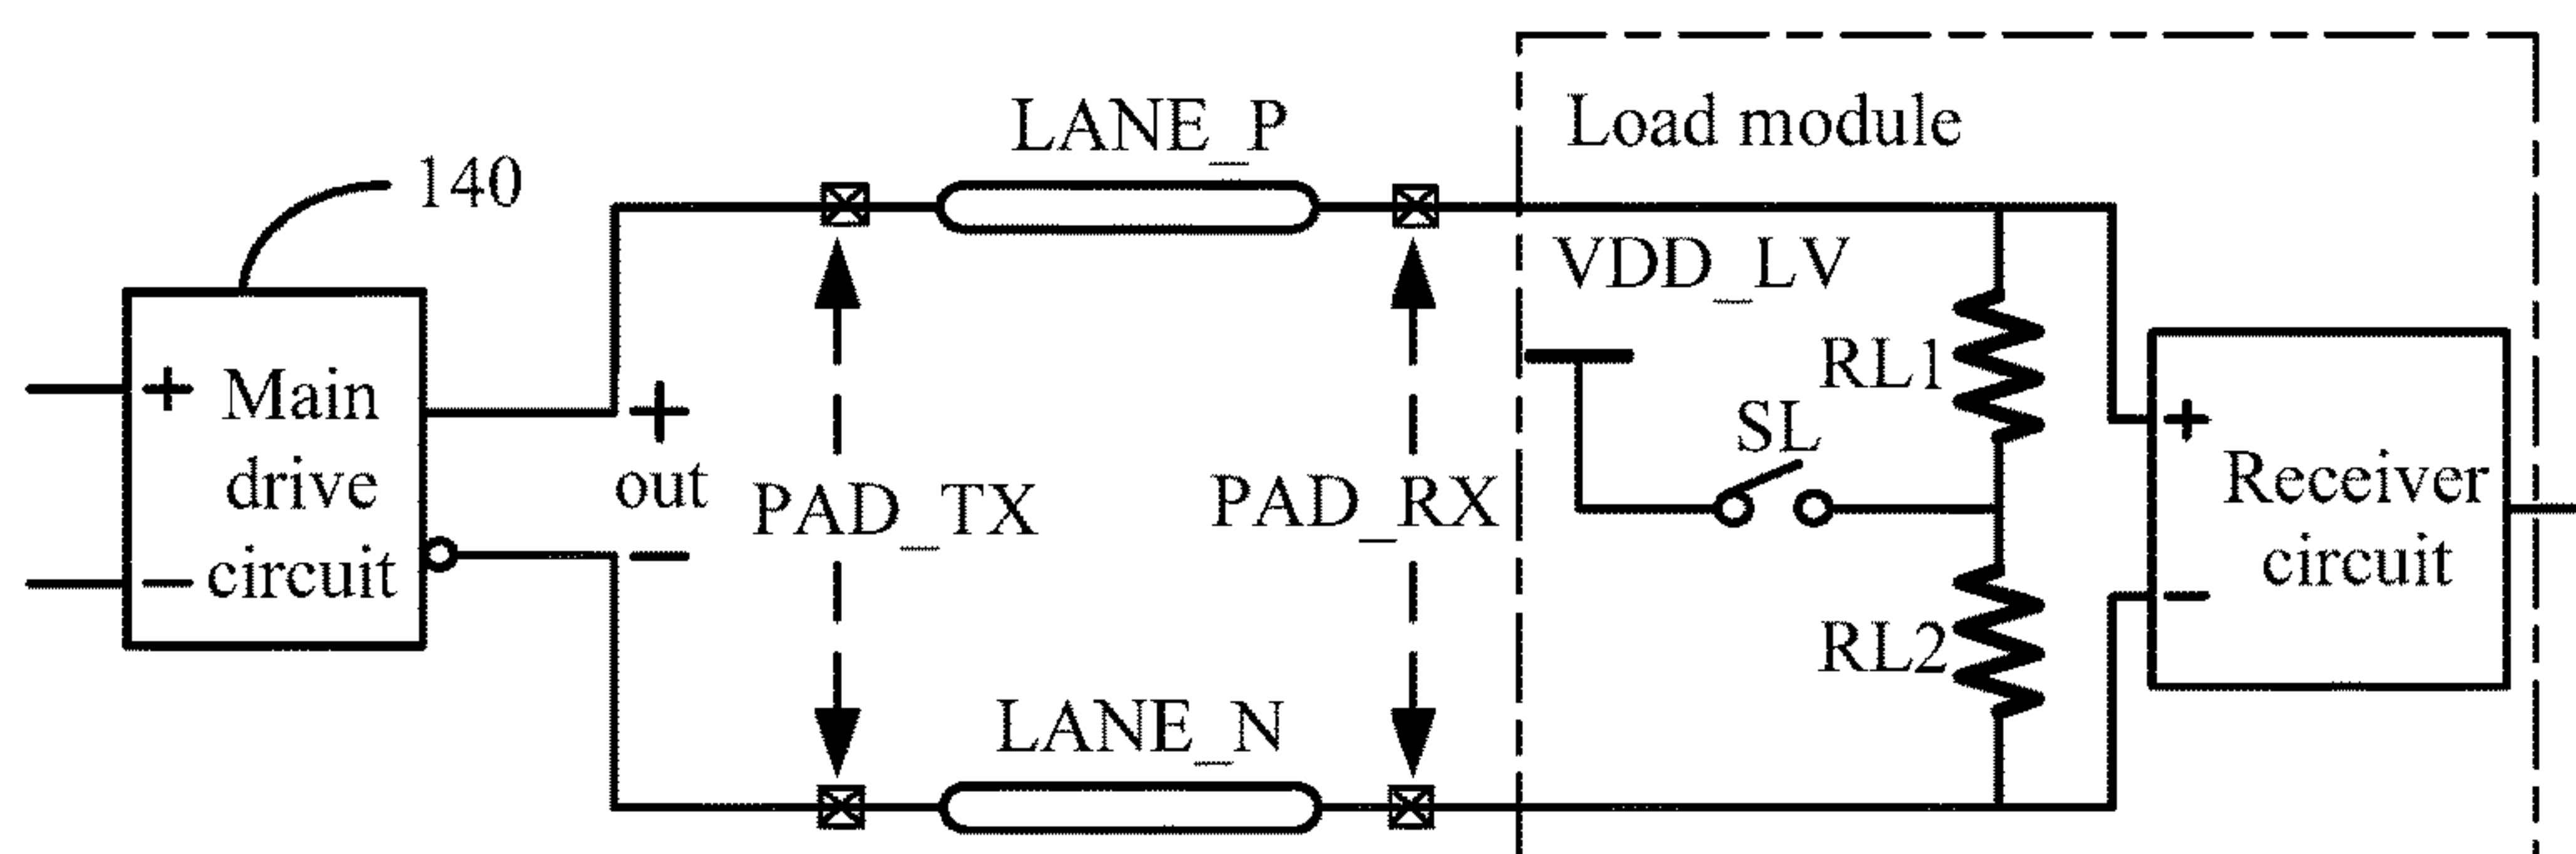 140
LANE_P
Load module
VDD_LV
+ Main
drive
− circuit
+
out
−
PAD_TX
PAD_RX
SL
RL1
RL2
+
Receiver
circuit
−
LANE_N